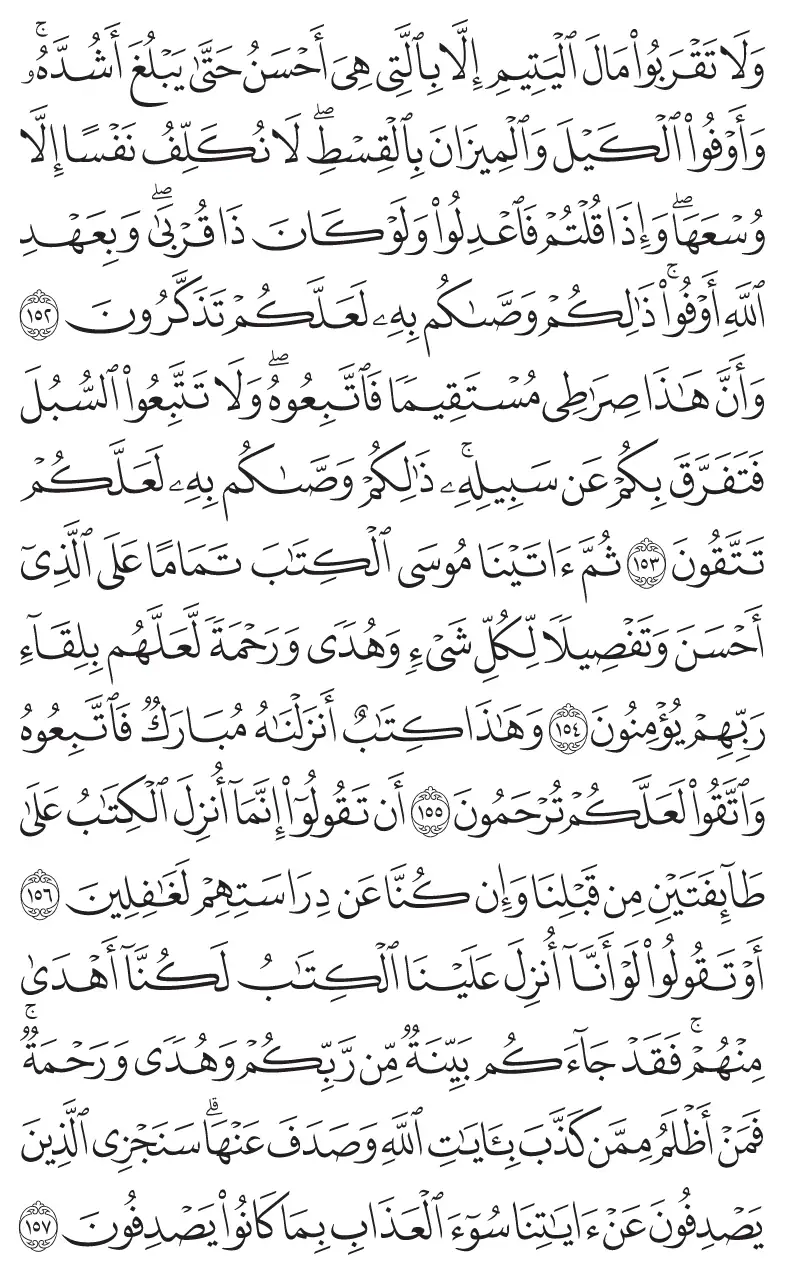 وَلَا تَقْرَبُوا۟ مَالَ ٱلْيَتِيمِ إِلَّا بِٱلَّتِى هِىَ أَحْسَنُ حَتَّىٰ يَبْلُغَ أَشُدَّهُۥ ۚ
وَأَوْفُوا۟ ٱلْكَيْلَ وَٱلْمِيزَانَ بِٱلْقِسْطِ ۖ لَا نُكَلِّفُ نَفْسًا إِلَّا
وُسْعَهَا ۖ وَإِذَا قُلْتُمْ فَٱعْدِلُوا۟ وَلَوْ كَانَ ذَا قُرْبَىٰ ۖ وَبِعَهْدِ
ٱللَّهِ أَوْفُوا۟ ۚ ذَٰلِكُمْ وَصَّىٰكُم بِهِۦ لَعَلَّكُمْ تَذَكَّرُونَ ١٥٢
وَأَنَّ هَـٰذَا صِرَٰطِى مُسْتَقِيمًا فَٱتَّبِعُوهُ ۖ وَلَا تَتَّبِعُوا۟ ٱلسُّبُلَ
فَتَفَرَّقَ بِكُمْ عَن سَبِيلِهِۦ ۚ ذَٰلِكُمْ وَصَّىٰكُم بِهِۦ لَعَلَّكُمْ
تَتَّقُونَ ١٥٣ ثُمَّ ءَاتَيْنَا مُوسَى ٱلْكِتَـٰبَ تَمَامًا عَلَى ٱلَّذِىٓ
أَحْسَنَ وَتَفْصِيلًا لِّكُلِّ شَىْءٍ وَهُدًى وَرَحْمَةً لَّعَلَّهُم بِلِقَآءِ
رَبِّهِمْ يُؤْمِنُونَ ١٥٤ وَهَـٰذَا كِتَـٰبٌ أَنزَلْنَـٰهُ مُبَارَكٌ فَٱتَّبِعُوهُ
وَٱتَّقُوا۟ لَعَلَّكُمْ تُرْحَمُونَ ١٥٥ أَن تَقُولُوٓا۟ إِنَّمَآ أُنزِلَ ٱلْكِتَـٰبُ عَلَىٰ
طَآئِفَتَيْنِ مِن قَبْلِنَا وَإِن كُنَّا عَن دِرَاسَتِهِمْ لَغَـٰفِلِينَ ١٥٦
أَوْ تَقُولُوا۟ لَوْ أَنَّآ أُنزِلَ عَلَيْنَا ٱلْكِتَـٰبُ لَكُنَّآ أَهْدَىٰ
مِنْهُمْ ۚ فَقَدْ جَآءَكُم بَيِّنَةٌ مِّن رَّبِّكُمْ وَهُدًى وَرَحْمَةٌ ۚ
فَمَنْ أَظْلَمُ مِمَّن كَذَّبَ بِـَٔايَـٰتِ ٱللَّهِ وَصَدَفَ عَنْهَا ۗ سَنَجْزِى ٱلَّذِينَ
يَصْدِفُونَ عَنْ ءَايَـٰتِنَا سُوٓءَ ٱلْعَذَابِ بِمَا كَانُوا۟ يَصْدِفُونَ ١٥٧